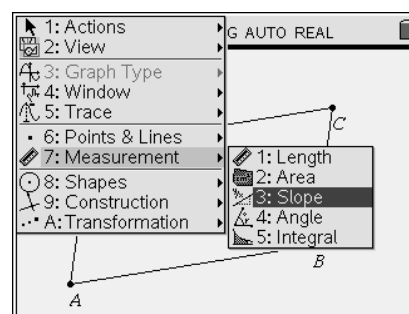 1: Actions
2: View
3: Graph Type
4: Window
5: Trace
6: Points & Lines
7: Measurement
8: Shapes
9: Construction
A: Transformation
G AUTO REAL
C
1: Length
2: Area
3: Slope
4: Angle
5: Integral
B
A